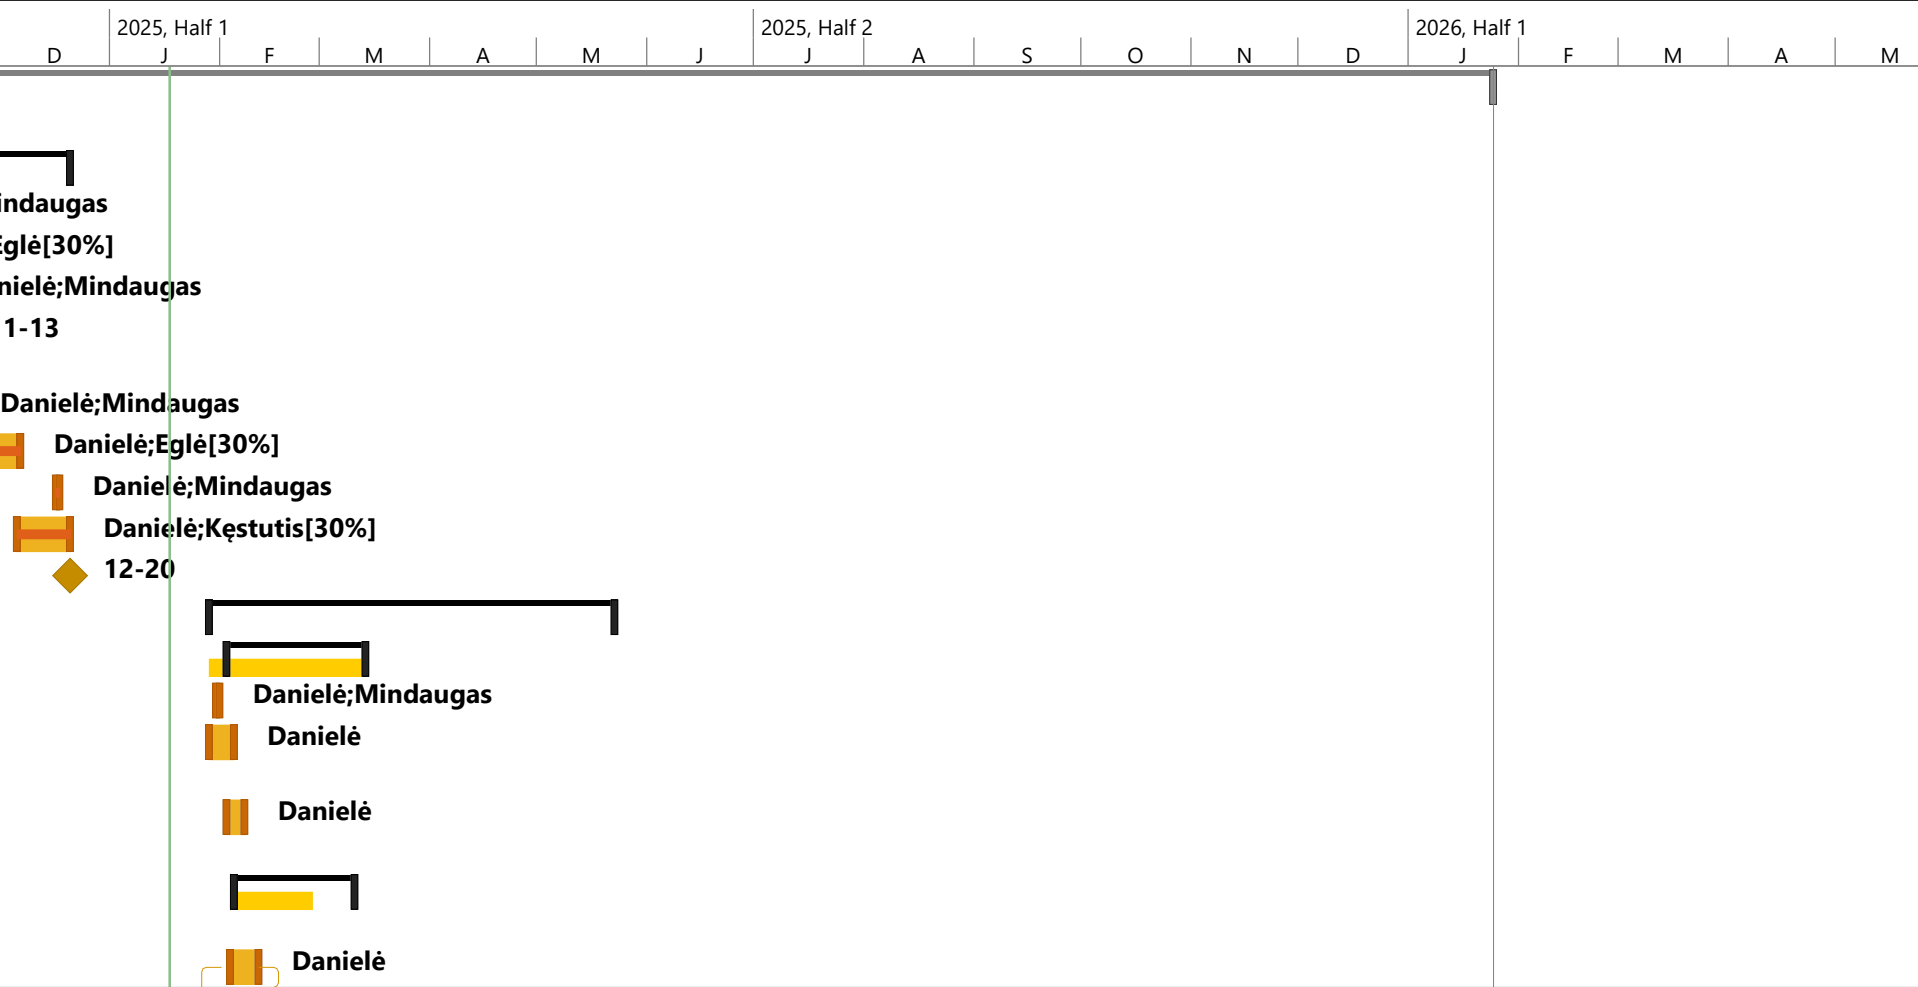 2025, Half 1 2025, Half 2 2026, Half 1
D J F M A M J J A S O N D J F M A M
indaugas
Eglė[30%]
nielė;Mindaugas
1-13
Danielė;Mindaugas
Danielė;Eglė[30%]
Danielė;Mindaugas
Danielė;Kęstutis[30%]
12-20
Danielė;Mindaugas
Danielė
Danielė
Danielė